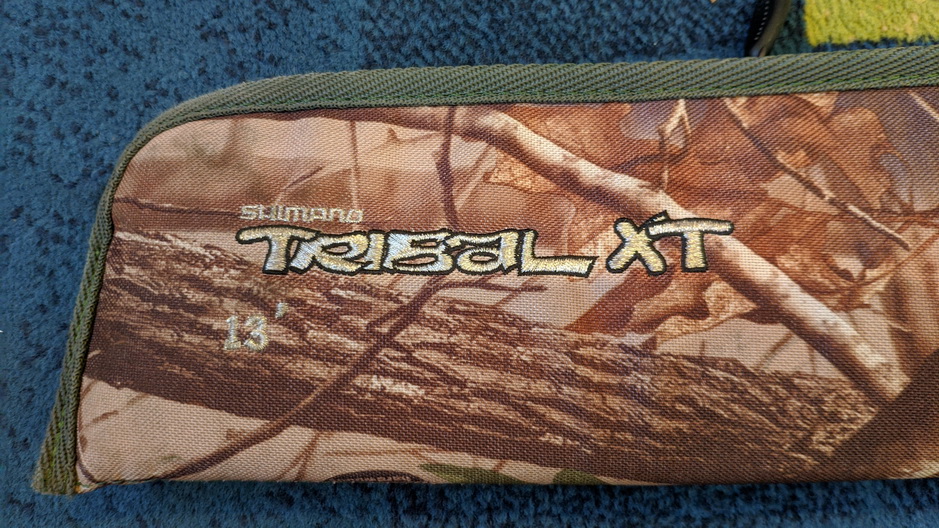 SHIMANO
TRIBAL XT
13'